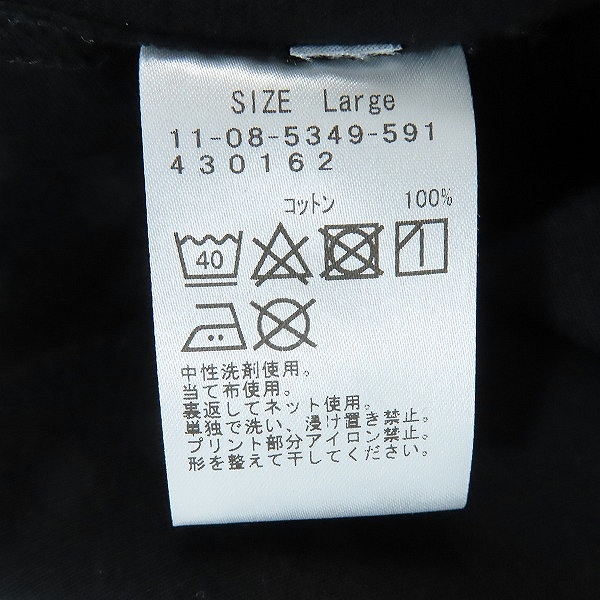 SIZE Large
11-08-5349-591
430162
コットン 100%
40
中性洗剤使用。
当て布使用。
裏返してネット使用。
単独で洗い、浸け置き禁止。
プリント部分アイロン禁止。
形を整えて干してください。